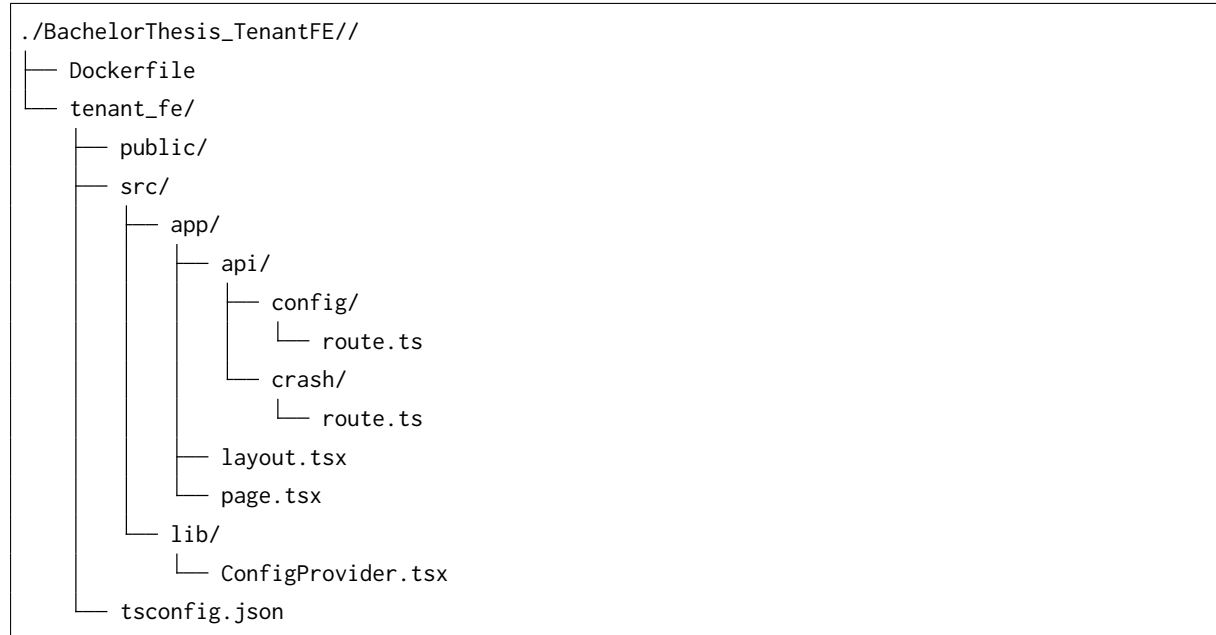 ./BachelorThesis_TenantFE//
├── Dockerfile
└── tenant_fe/
    ├── public/
    ├── src/
    │   ├── app/
    │   │   ├── api/
    │   │   │   ├── config/
    │   │   │   │   └── route.ts
    │   │   │   └── crash/
    │   │   │       └── route.ts
    │   │   ├── layout.tsx
    │   │   └── page.tsx
    │   └── lib/
    │       └── ConfigProvider.tsx
    └── tsconfig.json